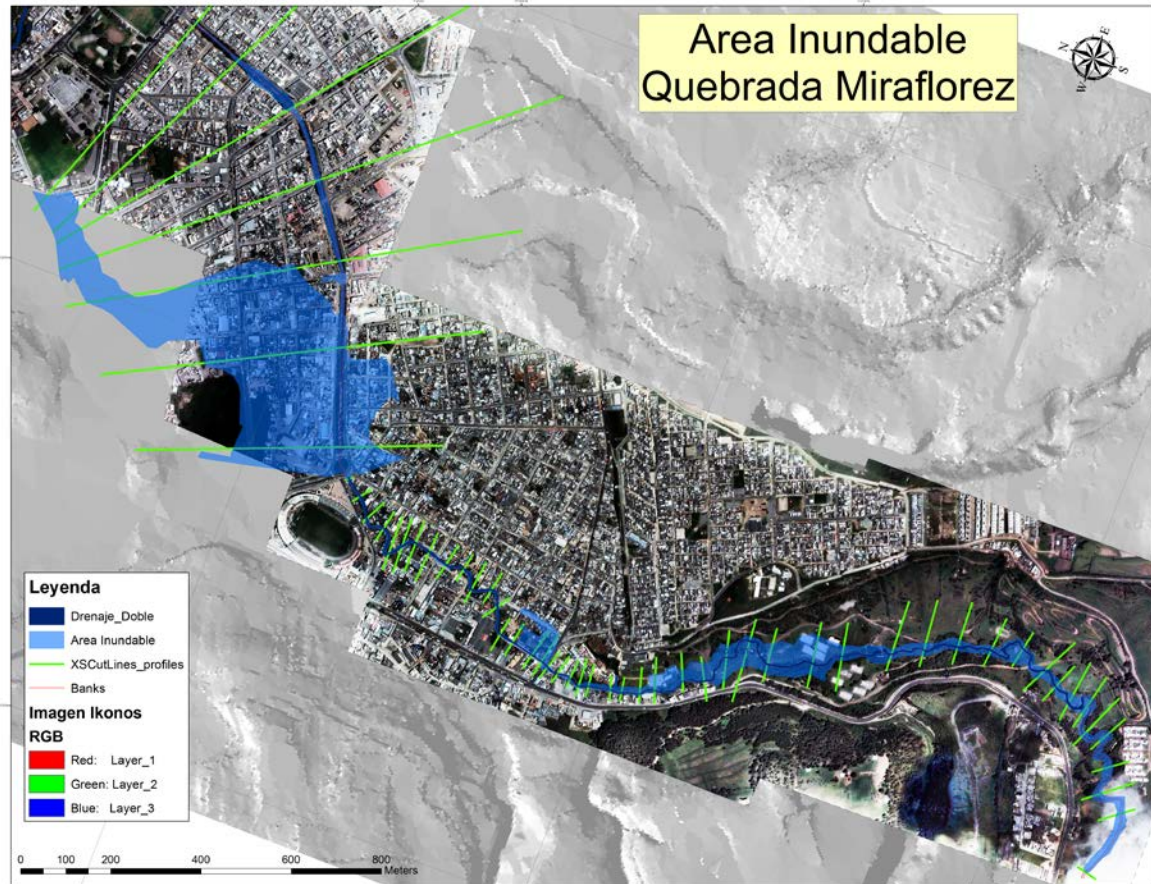 Area Inundable
Quebrada Miraflorez
N
E
S
W
Leyenda
Drenaje_Doble
Area Inundable
XSCutLines_profiles
Banks
Imagen Ikonos
RGB
Red: Layer_1
Green: Layer_2
Blue: Layer_3
0 100 200 400 600 800
Meters